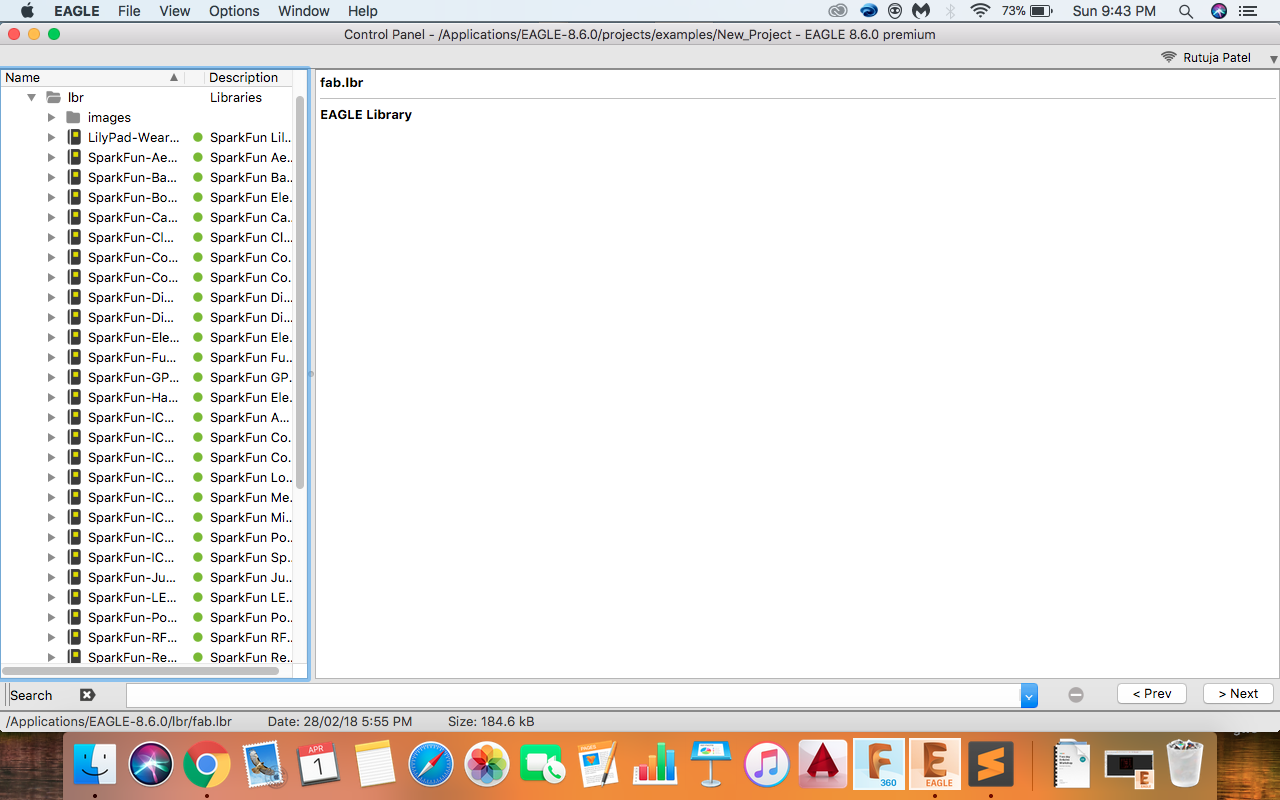 EAGLE File View Options Window Help 73% Sun 9:43 PM
Control Panel - /Applications/EAGLE-8.6.0/projects/examples/New_Project - EAGLE 8.6.0 premium
Rutuja Patel
Name Description
fab.lbr
lbr Libraries
EAGLE Library
images
LilyPad-Wear... SparkFun Lil...
SparkFun-Ae... SparkFun Ae...
SparkFun-Ba... SparkFun Ba...
SparkFun-Bo... SparkFun Ele...
SparkFun-Ca... SparkFun Ca...
SparkFun-Cl... SparkFun Cl...
SparkFun-Co... SparkFun Co...
SparkFun-Co... SparkFun Co...
SparkFun-Di... SparkFun Di...
SparkFun-Di... SparkFun Di...
SparkFun-Ele... SparkFun Ele...
SparkFun-Fu... SparkFun Fu...
SparkFun-GP... SparkFun GP...
SparkFun-Ha... SparkFun Ele...
SparkFun-IC... SparkFun A...
SparkFun-IC... SparkFun Co...
SparkFun-IC... SparkFun Co...
SparkFun-IC... SparkFun Lo...
SparkFun-IC... SparkFun Me...
SparkFun-IC... SparkFun Mi...
SparkFun-IC... SparkFun Po...
SparkFun-IC... SparkFun Sp...
SparkFun-Ju... SparkFun Ju...
SparkFun-LE... SparkFun LE...
SparkFun-Po... SparkFun Po...
SparkFun-RF... SparkFun RF...
SparkFun-Re... SparkFun Re...
Search < Prev > Next
/Applications/EAGLE-8.6.0/lbr/fab.lbr Date: 28/02/18 5:55 PM Size: 184.6 kB
APR
1
PAGES
F
360
E
EAGLE
E